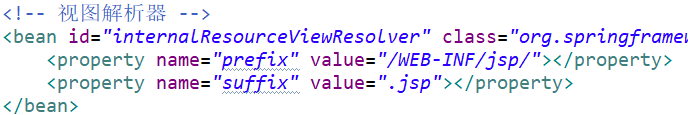 <!-- 视图解析器 -->
<bean id="internalResourceViewResolver" class="org.springframew
<property name="prefix" value="/WEB-INF/jsp/"></property>
<property name="suffix" value=".jsp"></property>
</bean>